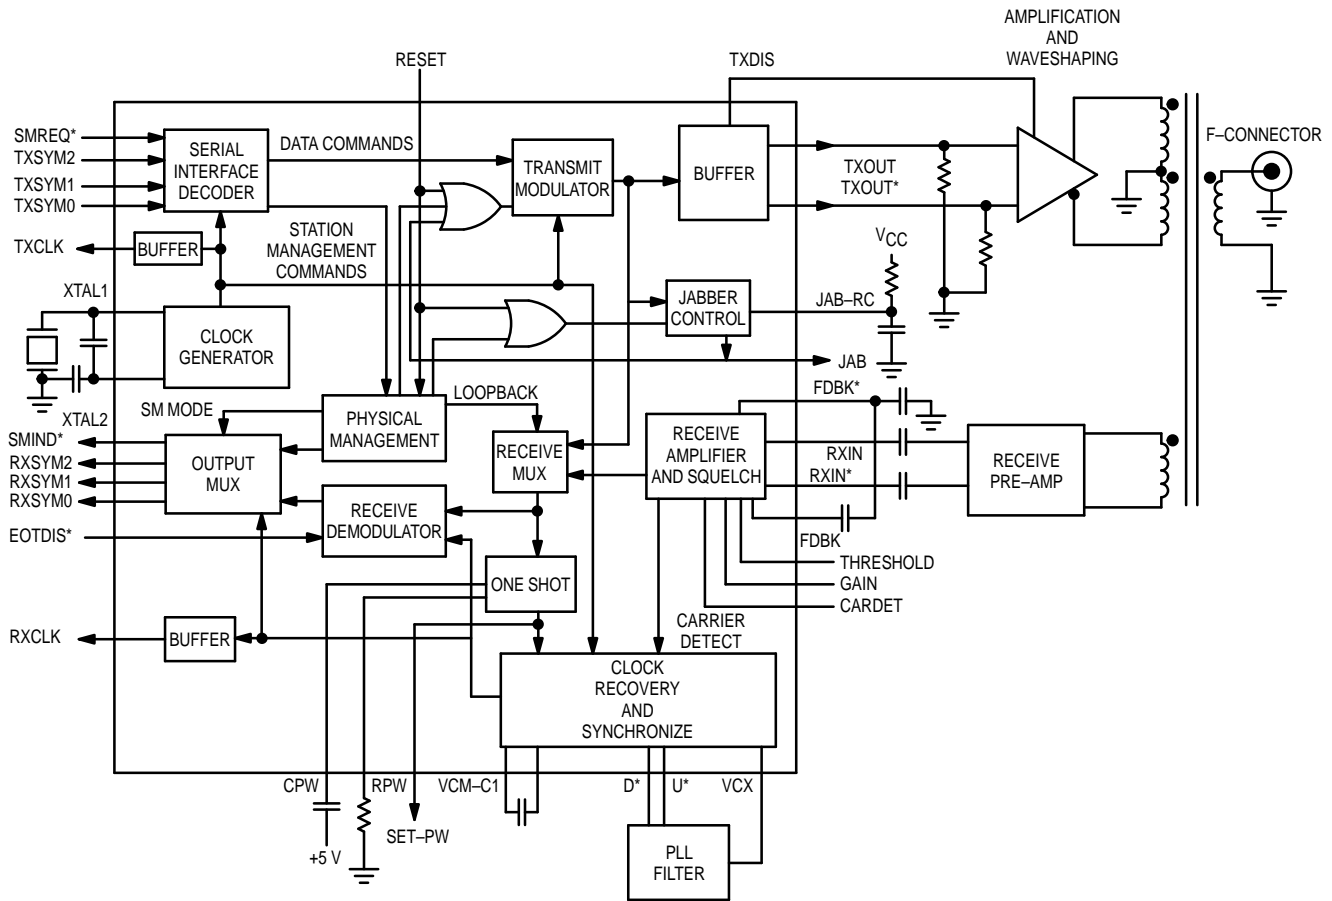 AMPLIFICATION
AND
WAVESHAPING
RESET
TXDIS
SMREQ*
TXSYM2
TXSYM1
TXSYM0
SERIAL
INTERFACE
DECODER
DATA COMMANDS
TRANSMIT
MODULATOR
BUFFER
TXOUT
TXOUT*
F–CONNECTOR
STATION
MANAGEMENT
COMMANDS
TXCLK
BUFFER
VCC
XTAL1
CLOCK
GENERATOR
JABBER
CONTROL
JAB–RC
JAB
XTAL2
SM MODE
PHYSICAL
MANAGEMENT
LOOPBACK
FDBK*
SMIND*
RXSYM2
RXSYM1
RXSYM0
OUTPUT
MUX
RECEIVE
MUX
RECEIVE
AMPLIFIER
AND SQUELCH
RXIN
RXIN*
RECEIVE
PRE–AMP
RECEIVE
DEMODULATOR
EOTDIS*
FDBK
THRESHOLD
GAIN
CARDET
ONE SHOT
CARRIER
DETECT
RXCLK
BUFFER
CLOCK
RECOVERY
AND
SYNCHRONIZE
CPW
RPW
VCM–C1
D*
U*
VCX
SET–PW
+5 V
PLL
FILTER